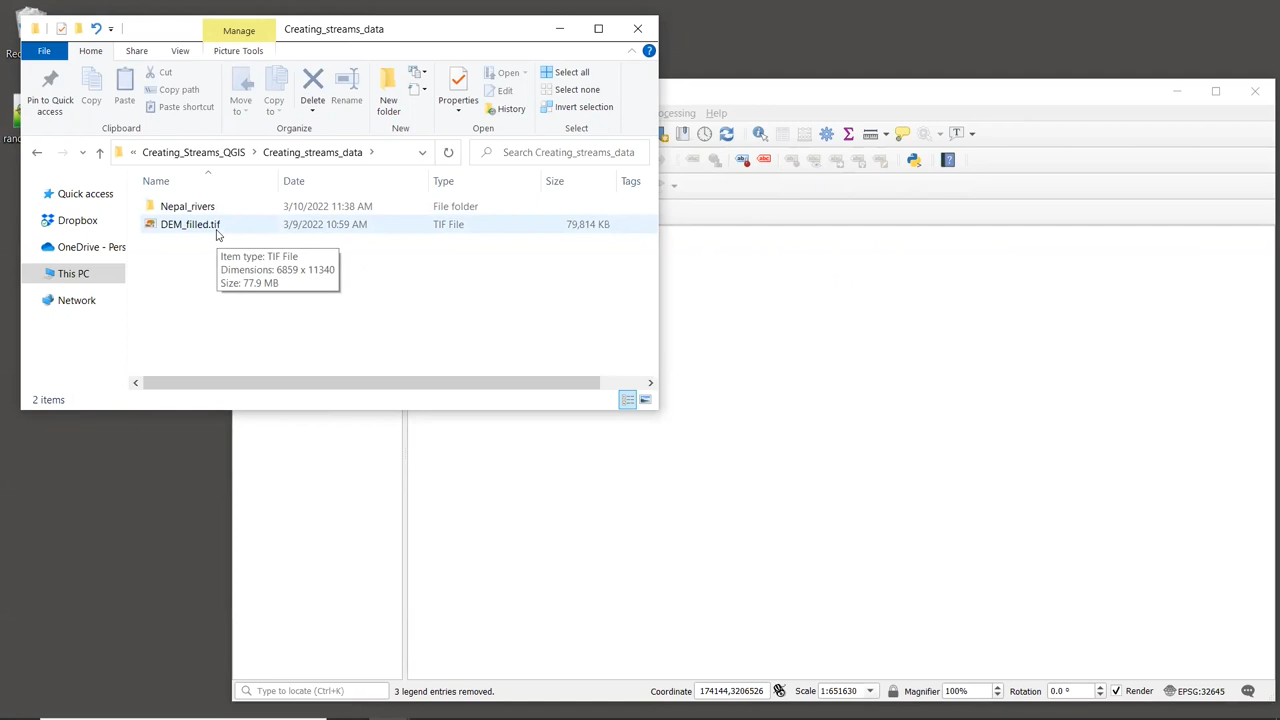 Rec
rand
Manage
Creating_streams_data
File
Home
Share
View
Picture Tools
Pin to Quick access
Copy
Paste
Cut
Copy path
Paste shortcut
Clipboard
Move to
Copy to
Delete
Rename
Organize
New folder
New
Properties
Open
Edit
History
Open
Select all
Select none
Invert selection
Select
« Creating_Streams_QGIS > Creating_streams_data >
Search Creating_streams_data
Name Date Type Size Tags
Quick access
Dropbox
OneDrive - Pers
This PC
Network
Nepal_rivers 3/10/2022 11:38 AM File folder
DEM_filled.tif 3/9/2022 10:59 AM TIF File 79,814 KB
Item type: TIF File
Dimensions: 6859 x 11340
Size: 77.9 MB
2 items
ocessing Help
Type to locate (Ctrl+K) 3 legend entries removed. Coordinate 174144,3206526 Scale 1:651630 Magnifier 100% Rotation 0.0 ° Render EPSG:32645